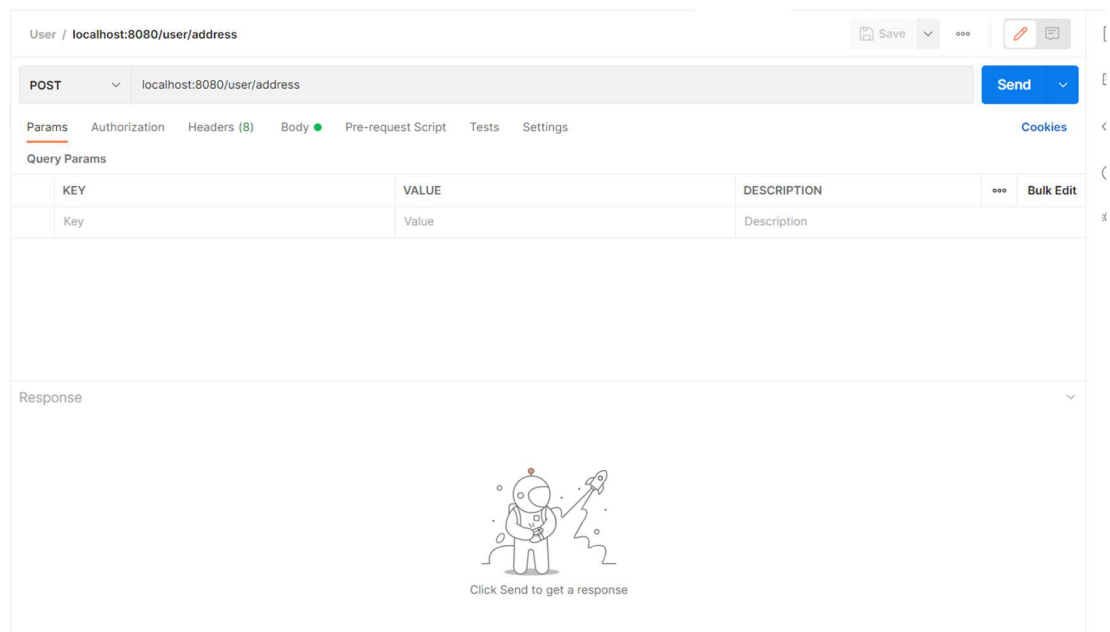 User / localhost:8080/user/address Save
POST localhost:8080/user/address Send
Params Authorization Headers (8) Body Pre-request Script Tests Settings Cookies
Query Params
KEY VALUE DESCRIPTION Bulk Edit
Key Value Description
Response
Click Send to get a response